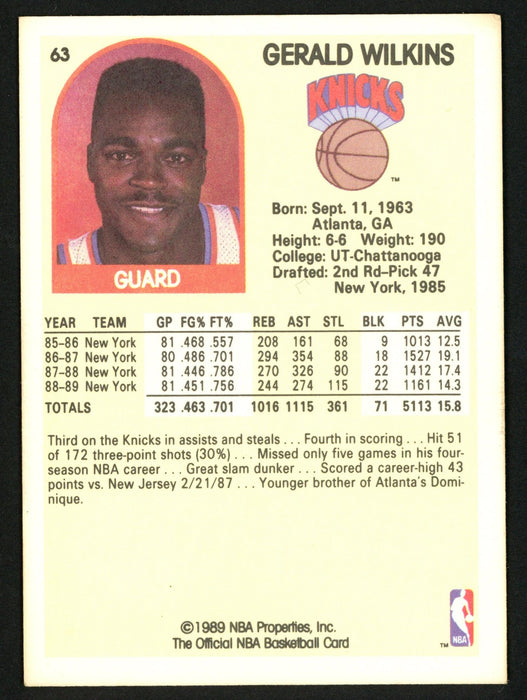 63
GERALD WILKINS
KNICKS
TM
Born: Sept. 11, 1963
Atlanta, GA
Height: 6-6 Weight: 190
College: UT-Chattanooga
Drafted: 2nd Rd-Pick 47
New York, 1985
GUARD
YEAR TEAM GP FG% FT% REB AST STL BLK PTS AVG
85-86 New York 81 .468 .557 208 161 68 9 1013 12.5
86-87 New York 80 .486 .701 294 354 88 18 1527 19.1
87-88 New York 81 .446 .786 270 326 90 22 1412 17.4
88-89 New York 81 .451 .756 244 274 115 22 1161 14.3
TOTALS 323 .463 .701 1016 1115 361 71 5113 15.8
Third on the Knicks in assists and steals . . . Fourth in scoring . . . Hit 51
of 172 three-point shots (30%) . . . Missed only five games in his four-
season NBA career . . . Great slam dunker . . . Scored a career-high 43
points vs. New Jersey 2/21/87 . . . Younger brother of Atlanta's Domi-
nique.
©1989 NBA Properties, Inc.
The Official NBA Basketball Card
TM
NBA